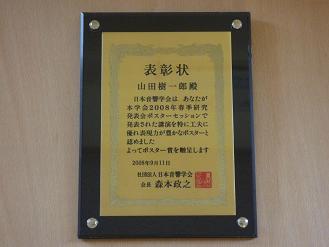 表彰状
山田樹一郎殿
日本音響学会は あなたが
本学会2008年春季研究
発表会ポスターセッションで
発表された講演を特に工夫に
優れ表現力が豊かなポスターと
認めました
よってポスター賞を贈呈します
2008年9月11日
社団法人日本音響学会
会長 森本政之